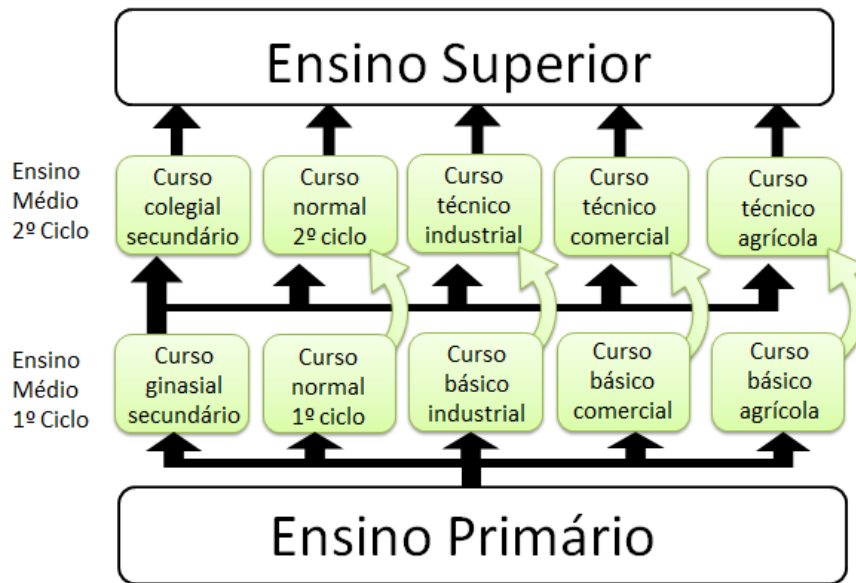 Ensino Superior
Ensino
Médio
2º Ciclo
Curso
colegial
secundário
Curso
normal
2º ciclo
Curso
técnico
industrial
Curso
técnico
comercial
Curso
técnico
agrícola
Ensino
Médio
1º Ciclo
Curso
ginasial
secundário
Curso
normal
1º ciclo
Curso
básico
industrial
Curso
básico
comercial
Curso
básico
agrícola
Ensino Primário